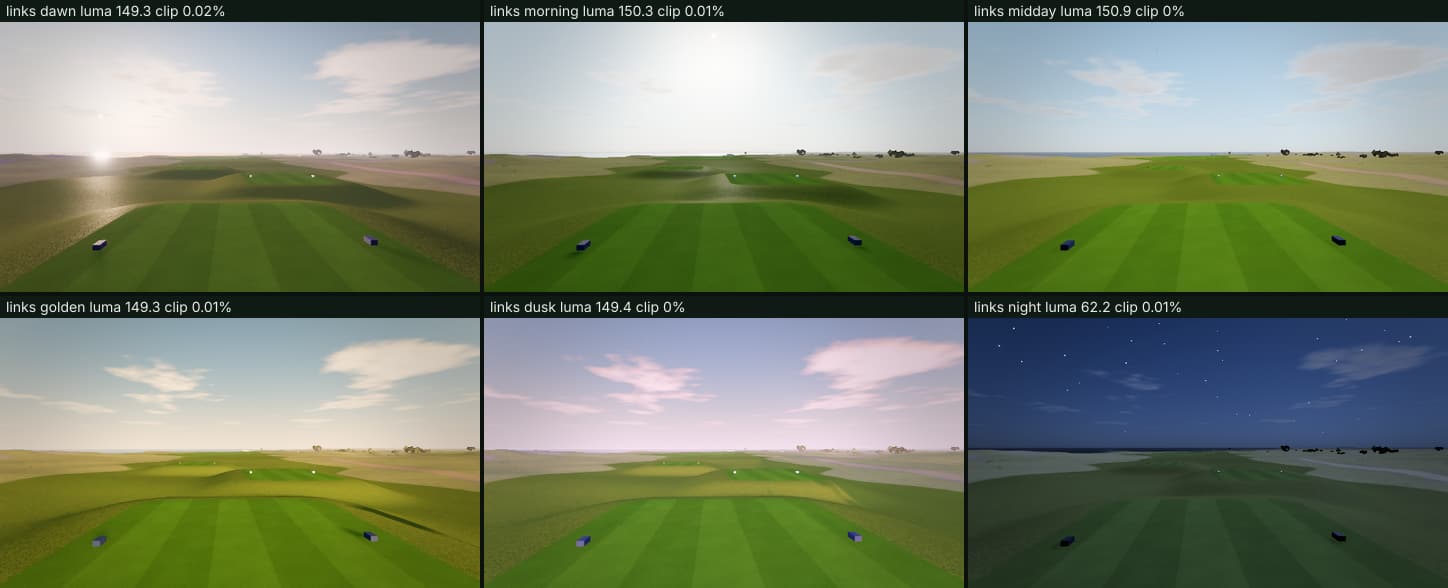 links dawn luma 149.3 clip 0.02%
links morning luma 150.3 clip 0.01%
links midday luma 150.9 clip 0%
links golden luma 149.3 clip 0.01%
links dusk luma 149.4 clip 0%
links night luma 62.2 clip 0.01%